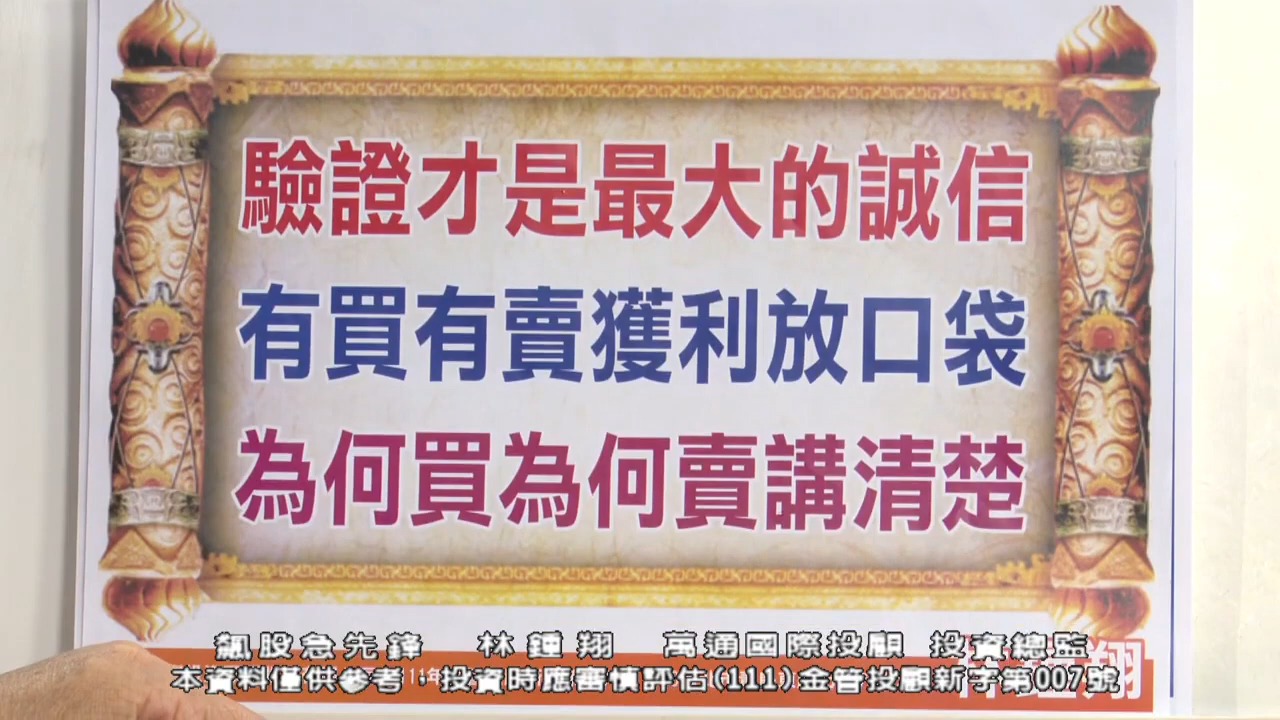 驗證才是最大的誠信
有買有賣獲利放口袋
為何買為何賣講清楚
飆股急先鋒 林鍾翔 萬通國際投顧 投資總監
本資料僅供參考，投資時應審慎評估(111)金管投顧新字第007號